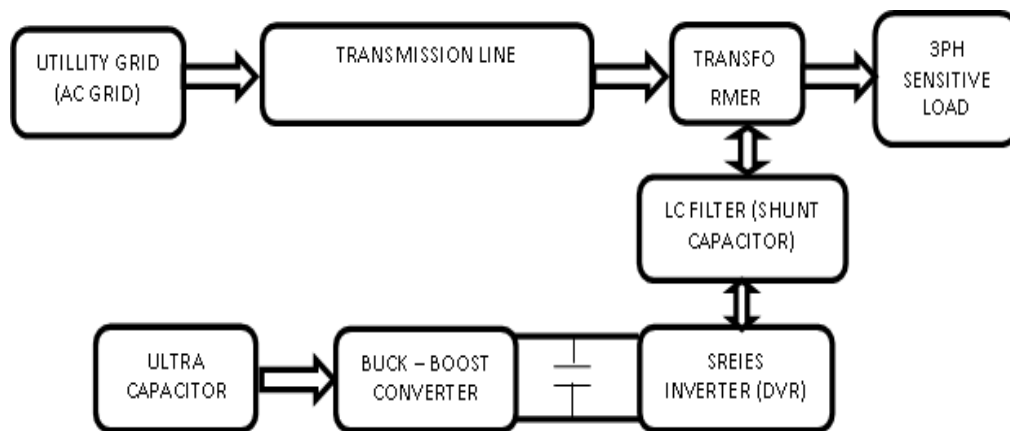 UTILLITY GRID
(AC GRID)
TRANSMISSION LINE
TRANSFO
RMER
3PH
SENSITIVE
LOAD
LC FILTER (SHUNT
CAPACITOR)
ULTRA
CAPACITOR
BUCK – BOOST
CONVERTER
SREIES
INVERTER (DVR)